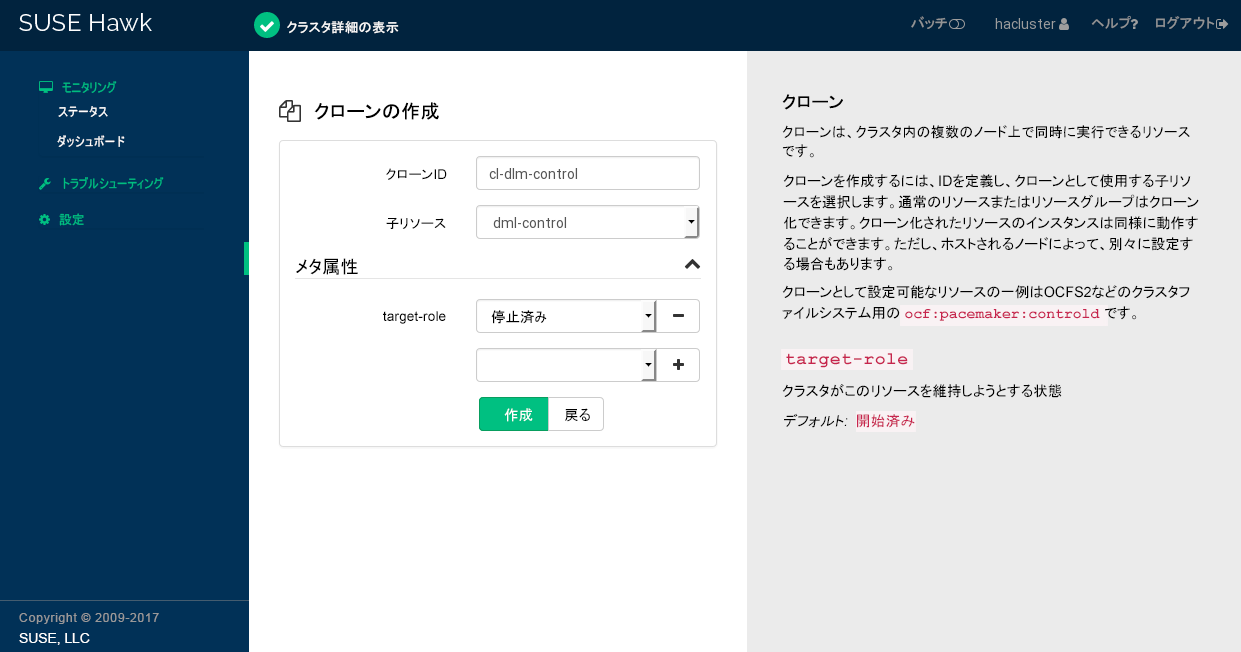 SUSE Hawk
クラスタ詳細の表示
バッチ
hacluster
ヘルプ?
ログアウト
モニタリング
ステータス
ダッシュボード
トラブルシューティング
設定
Copyright © 2009-2017
SUSE, LLC
クローンの作成
クローンID
cl-dlm-control
子リソース
dml-control
メタ属性
target-role
停止済み
作成
戻る
クローン
クローンは、クラスタ内の複数のノード上で同時に実行できるリソース
です。
クローンを作成するには、IDを定義し、クローンとして使用する子リソ
ースを選択します。通常のリソースまたはリソースグループはクローン
化できます。クローン化されたリソースのインスタンスは同様に動作す
ることができます。ただし、ホストされるノードによって、別々に設定す
る場合もあります。
クローンとして設定可能なリソースの一例はOCFS2などのクラスタフ
ァイルシステム用の ocf:pacemaker:controld です。
target-role
クラスタがこのリソースを維持しようとする状態
デフォルト: 開始済み